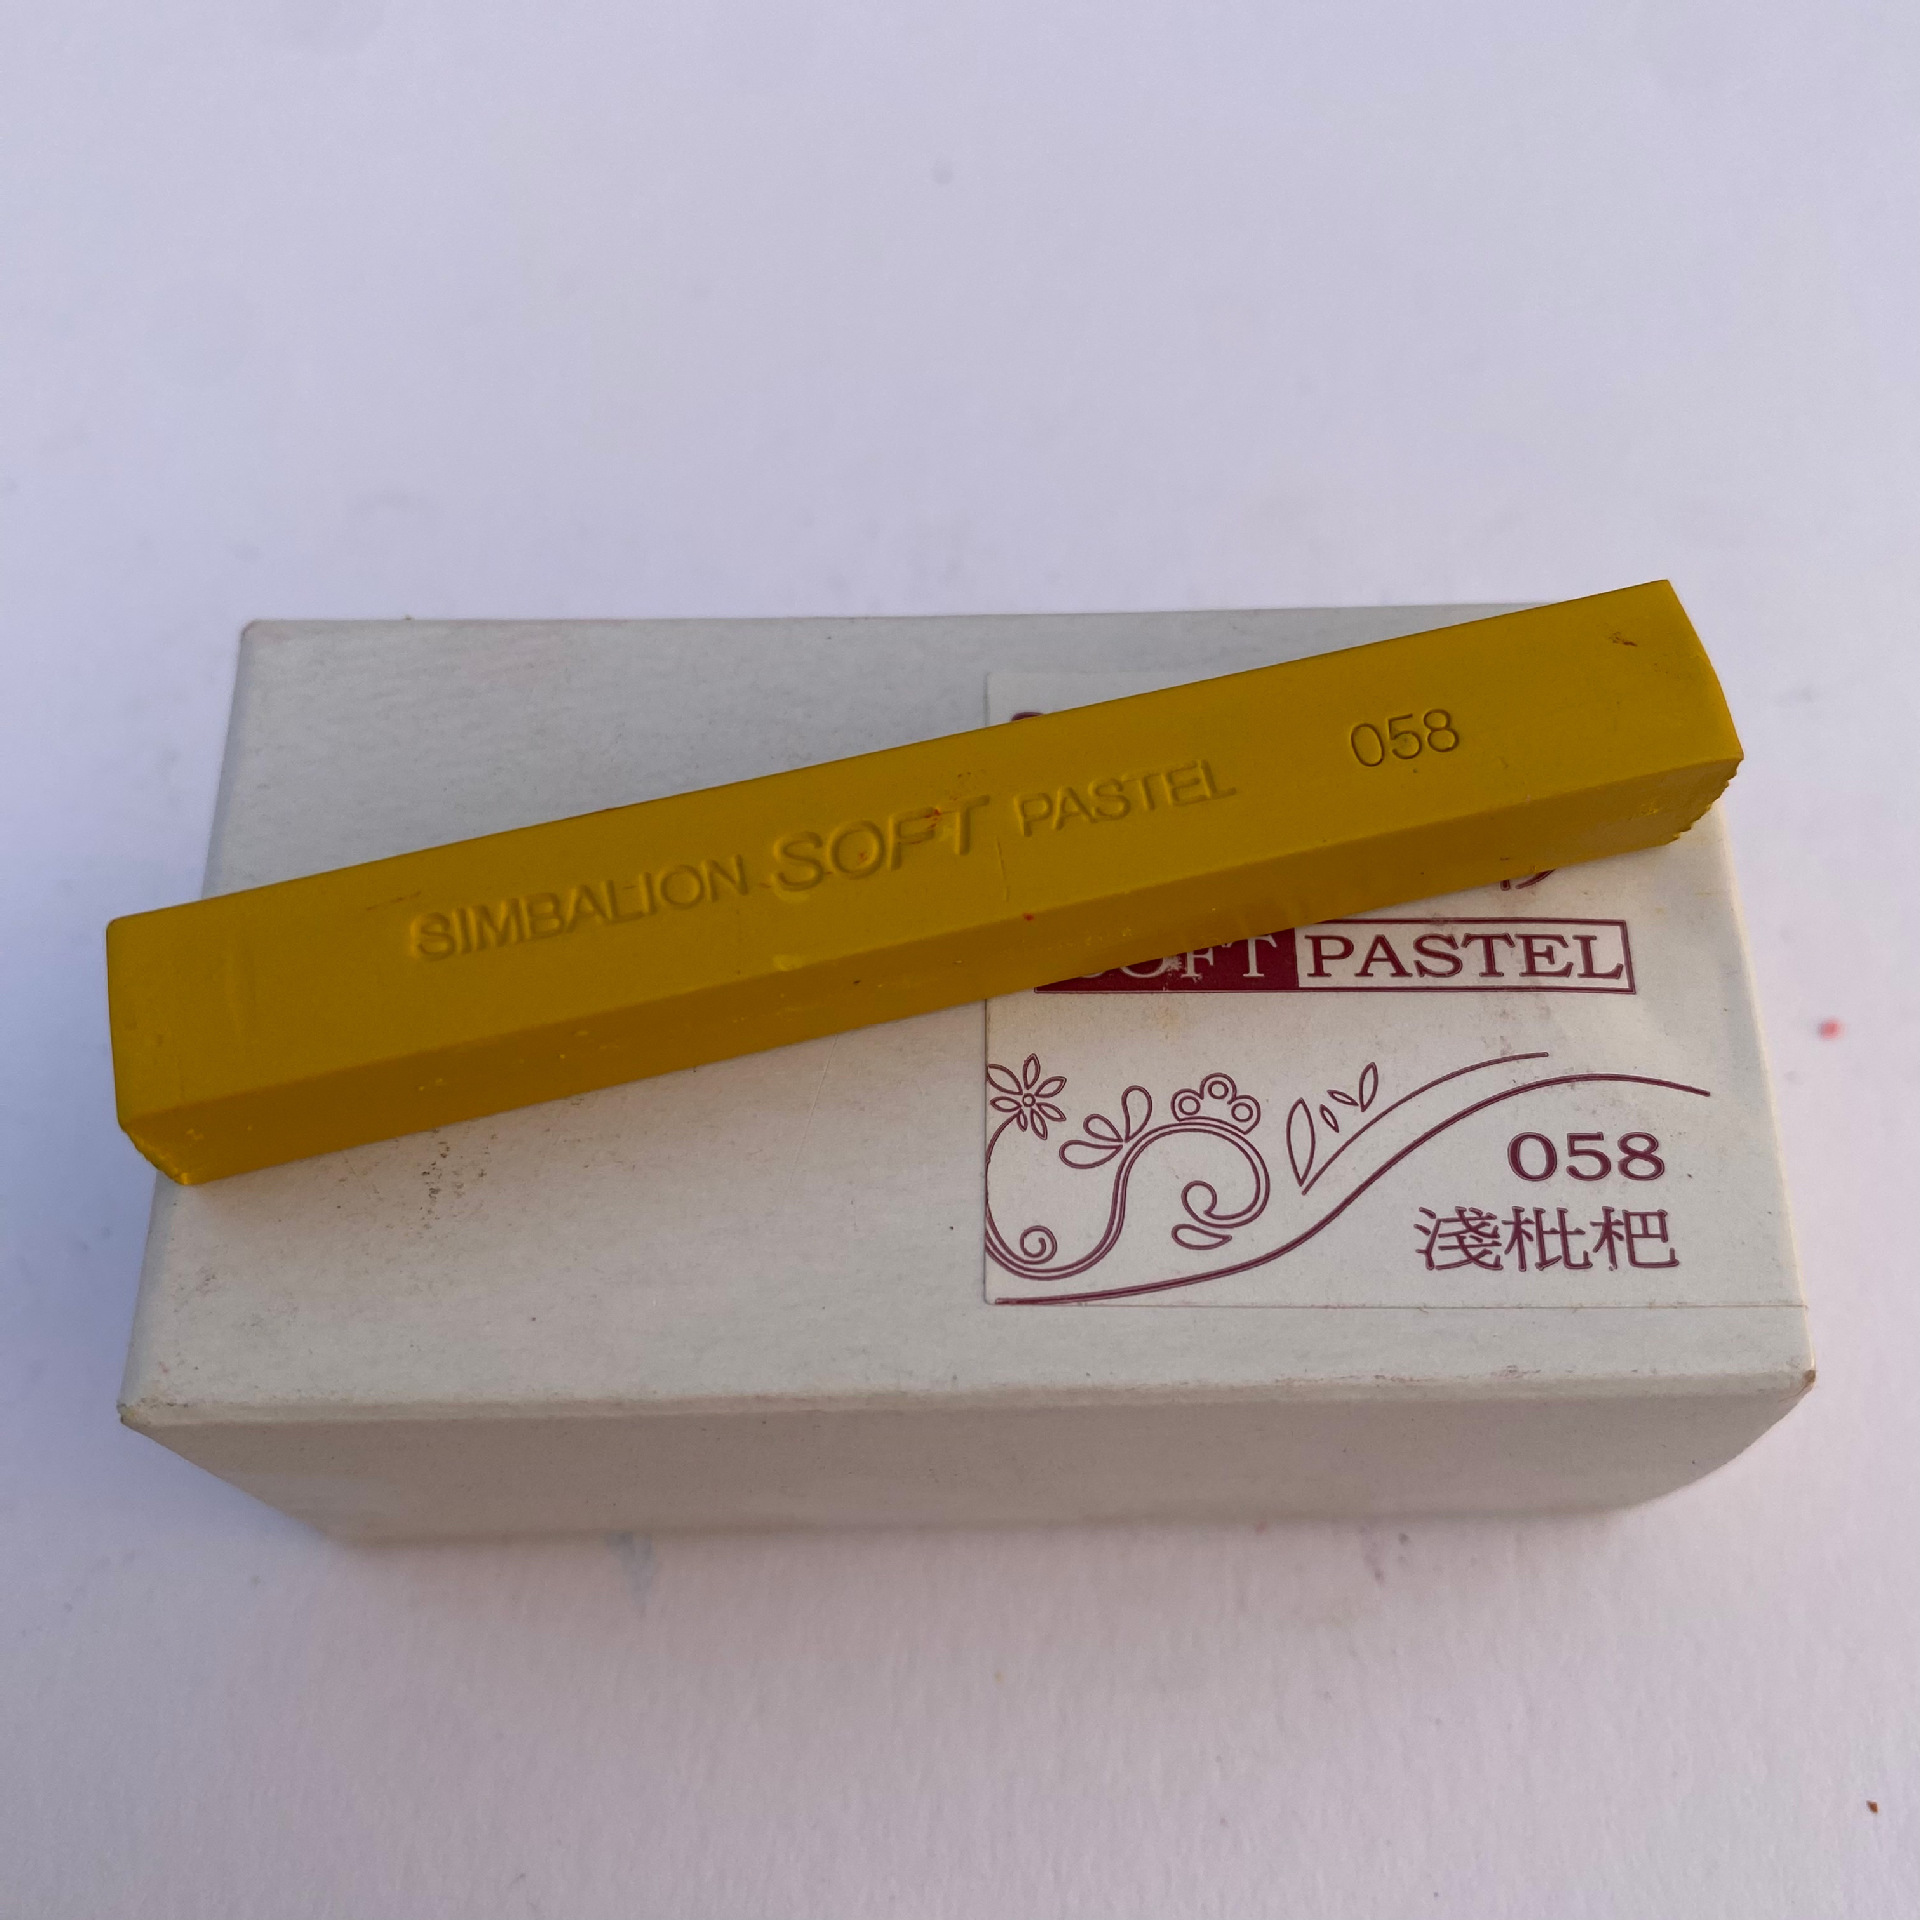 SIMBALION SOFT PASTEL 058
SOFT PASTEL
058
淺枇杷